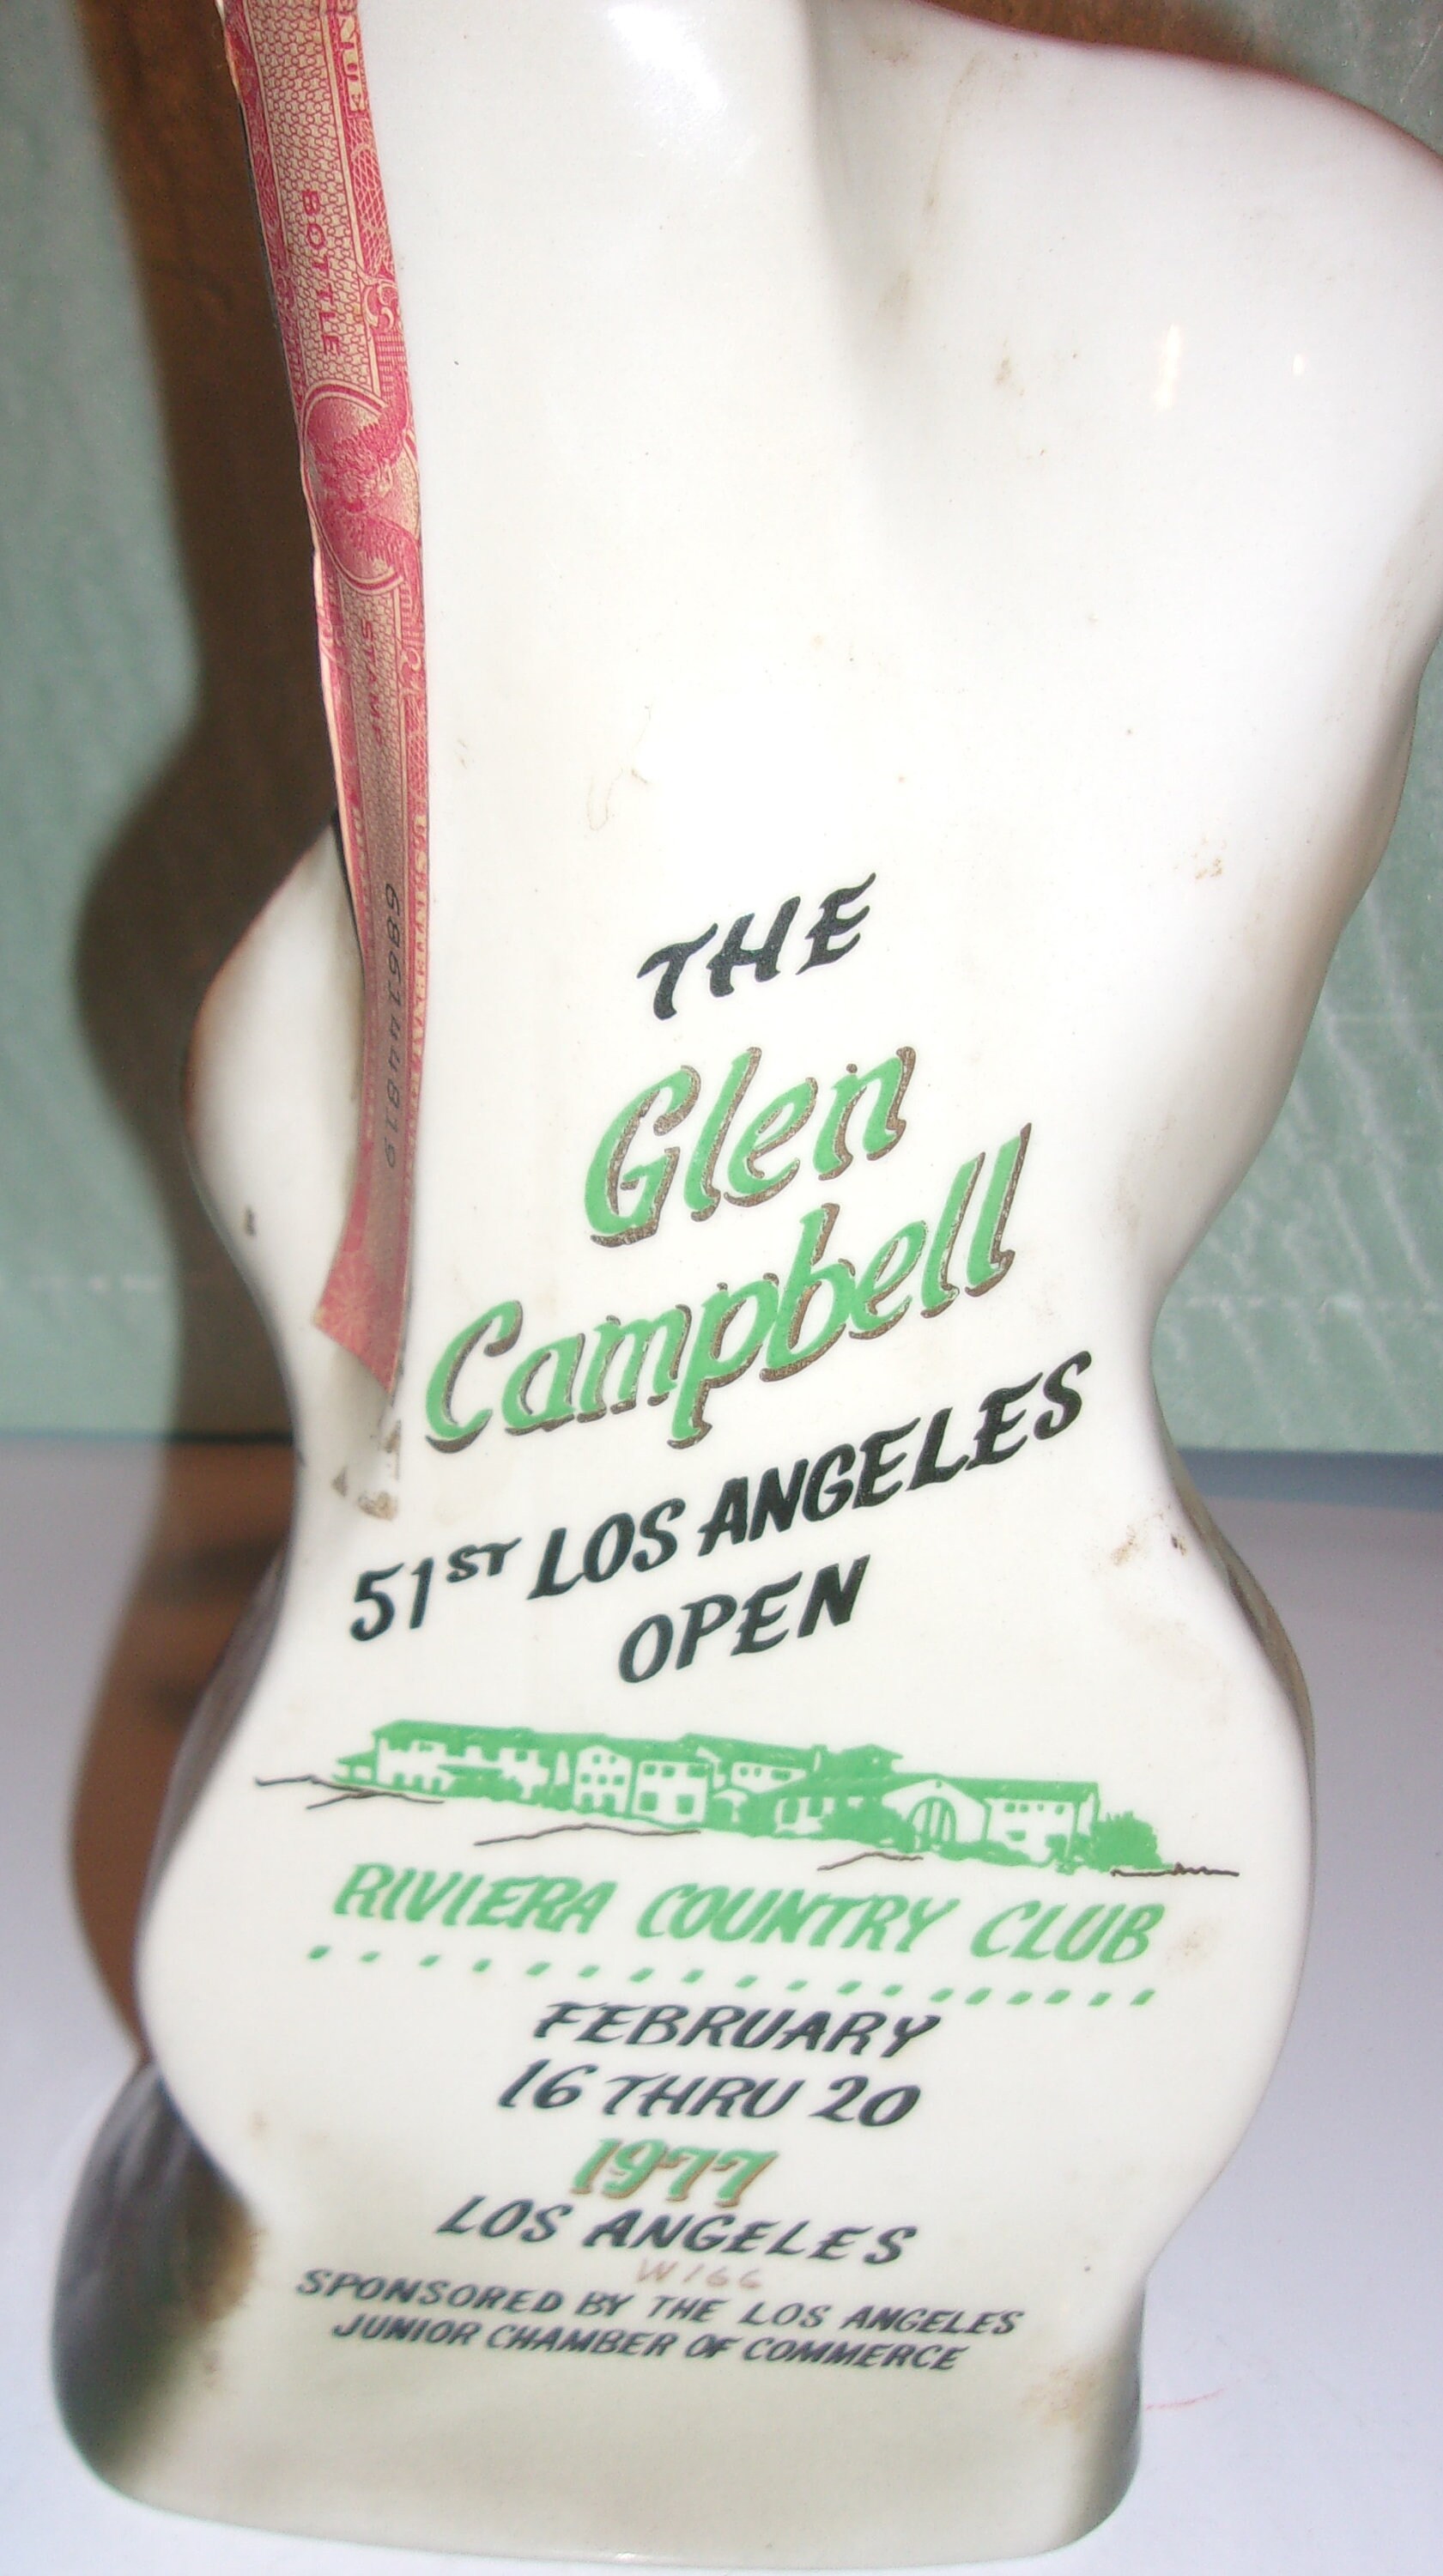 BOTTLE
STAMP
THE
Glen
Campbell
51ST LOS ANGELES
OPEN
RIVIERA COUNTRY CLUB
FEBRUARY
16 THRU 20
1977
LOS ANGELES
W166
SPONSORED BY THE LOS ANGELES
JUNIOR CHAMBER OF COMMERCE